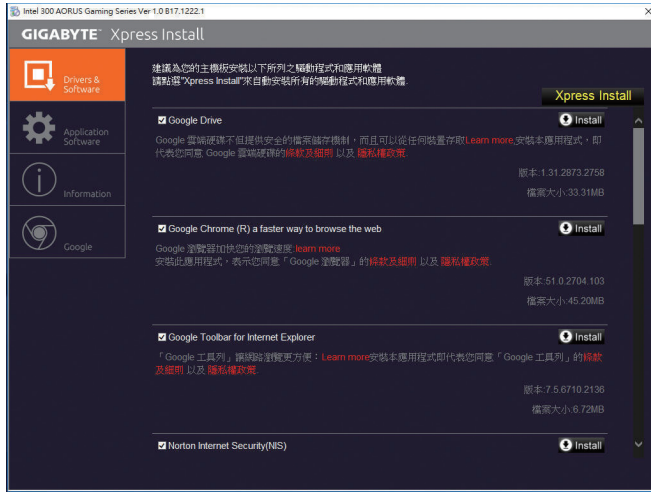 Intel 300 AORUS Gaming Series Ver 1.0 B17.1222.1
GIGABYTE™ Xpress Install
Drivers &
Software
Application
Software
Information
Google
建議為您的主機板安裝以下所列之驅動程式和應用軟體
請點選"Xpress Install"來自動安裝所有的驅動程式和應用軟體.
Xpress Install
Google Drive
Install
Google 雲端硬碟不但提供安全的檔案儲存機制，而且可以從任何裝置存取Learn more,安裝本應用程式，即
代表您同意 Google 雲端硬碟的條款及細則 以及 隱私權政策.
版本:1.31.2873.2758
檔案大小:33.31MB
Google Chrome (R) a faster way to browse the web
Install
Google 瀏覽器加快您的瀏覽速度.learn more
安裝此應用程式，表示您同意「Google 瀏覽器」的條款及細則 以及 隱私權政策.
版本:51.0.2704.103
檔案大小:45.20MB
Google Toolbar for Internet Explorer
Install
「Google 工具列」讓網路瀏覽更方便：Learn more安裝本應用程式即代表您同意「Google 工具列」的條款
及細則 以及 隱私權政策.
版本:7.5.6710.2136
檔案大小:6.72MB
Norton Internet Security(NIS)
Install